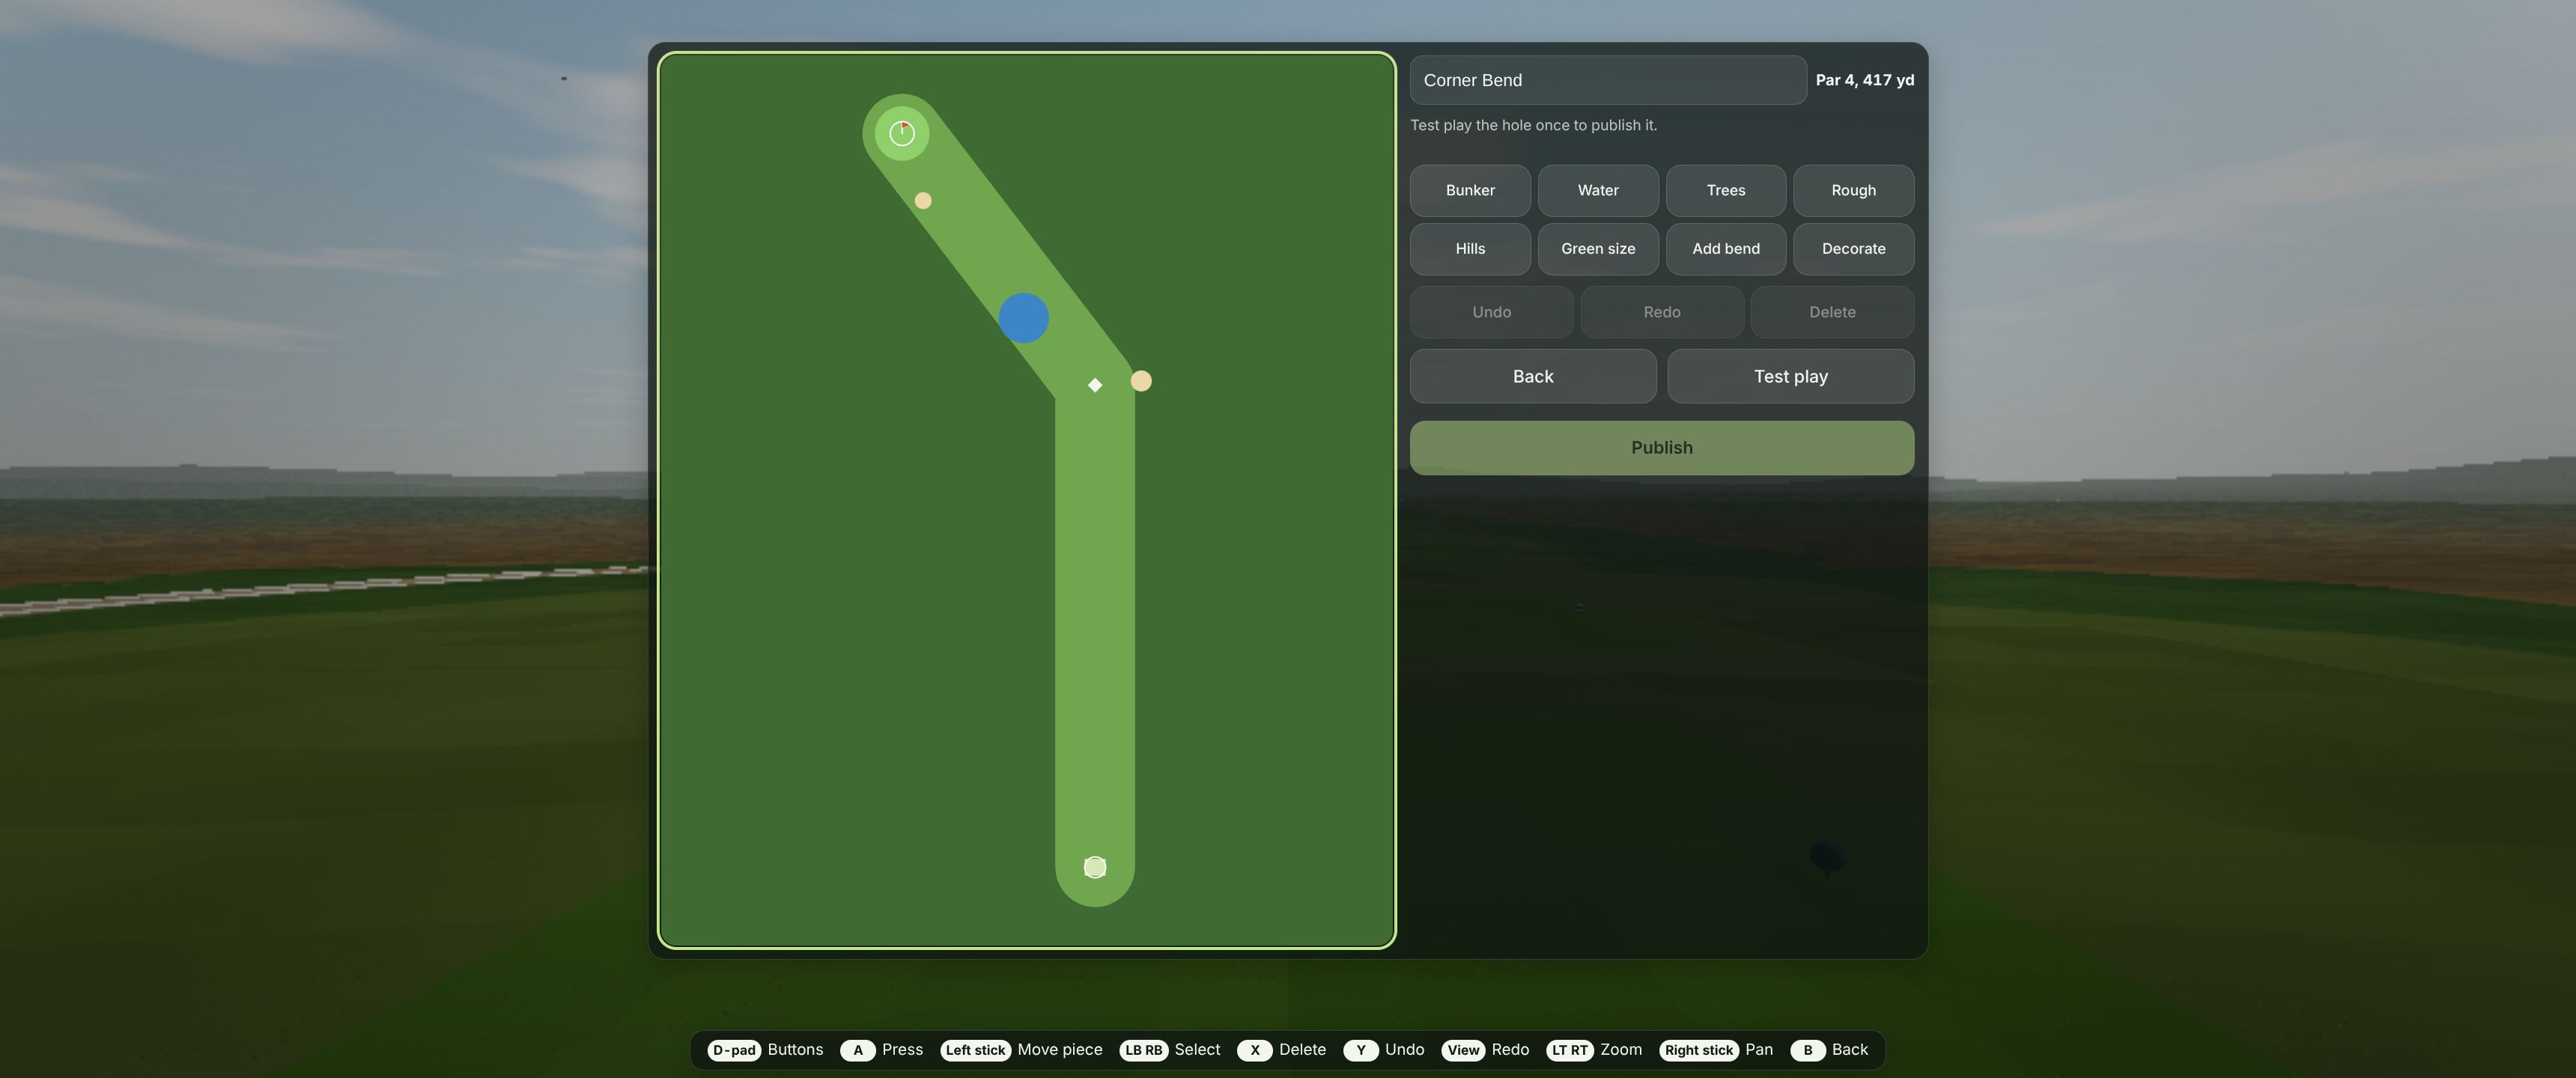 Corner Bend
Par 4, 417 yd
Test play the hole once to publish it.
Bunker
Water
Trees
Rough
Hills
Green size
Add bend
Decorate
Undo
Redo
Delete
Back
Test play
Publish
D-pad Buttons A Press Left stick Move piece LB RB Select X Delete Y Undo View Redo LT RT Zoom Right stick Pan B Back